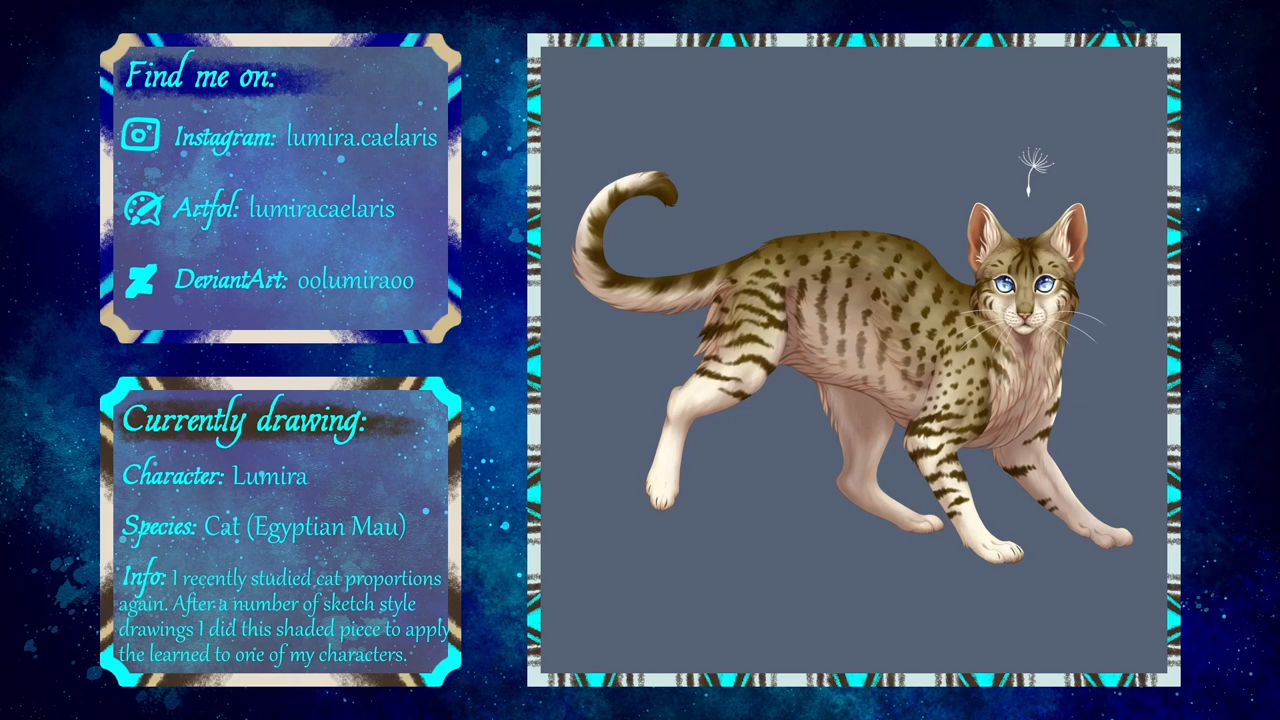 Find me on:
Instagram: lumira.caelaris
Artfol: lumiracaelaris
DeviantArt: oolumiraoo
Currently drawing:
Character: Lumira
Species: Cat (Egyptian Mau)
Info: I recently studied cat proportions
again. After a number of sketch style
drawings I did this shaded piece to apply
the learned to one of my characters.